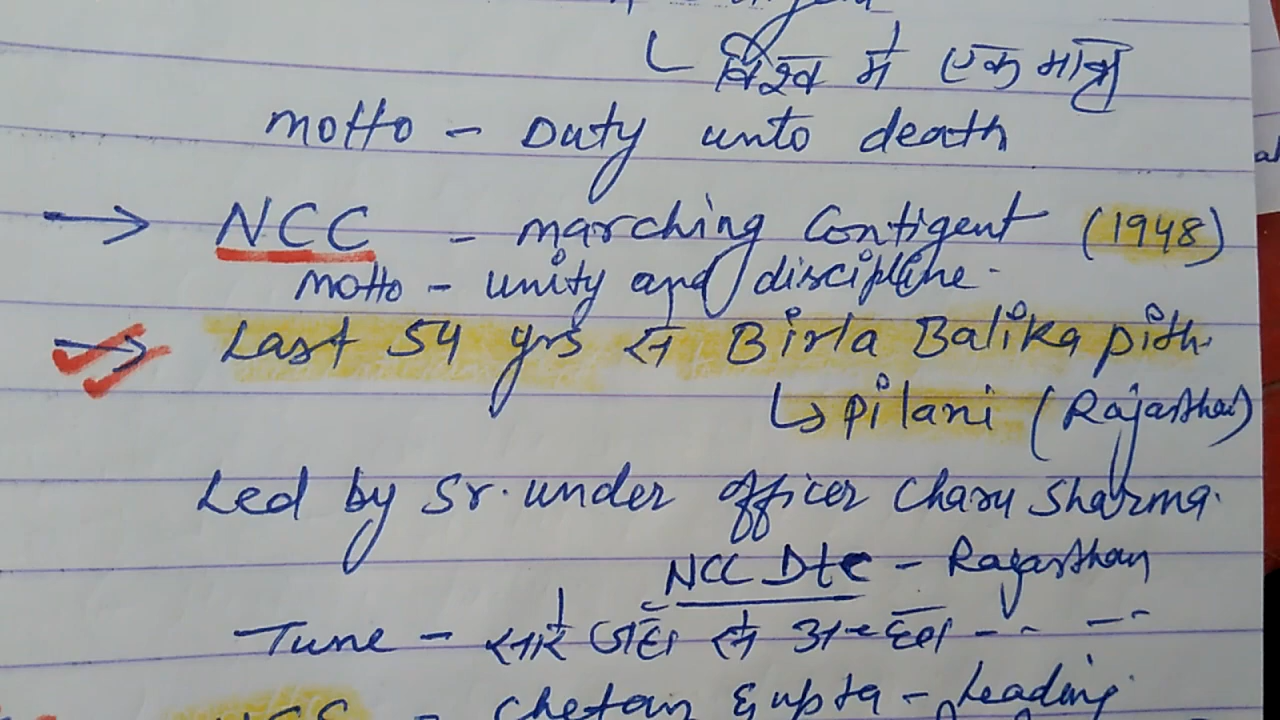 ↳ विश्व में एक मात्र
motto - Duty unto death
→ NCC - marching Contigent (1948)
motto - unity and discipline.
→ Last 54 yrs से Birla Balika pith.
↳ pilani (Rajasthan)
Led by Sr. under officer Charu Sharma.
NCC Dte - Rajasthan
Tune - सारे जहाँ से अच्छा - - - -
- Chetan Gupta - Leading